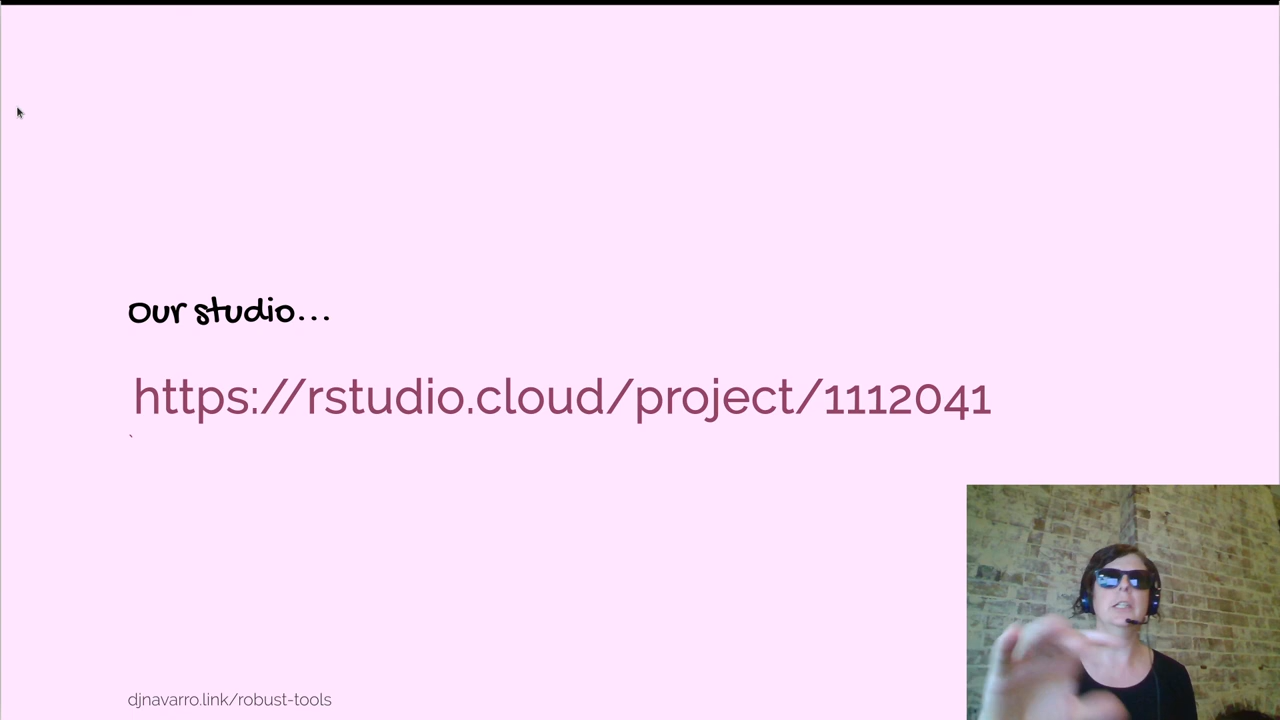 Our studio...
https://rstudio.cloud/project/1112041
`
djnavarro.link/robust-tools